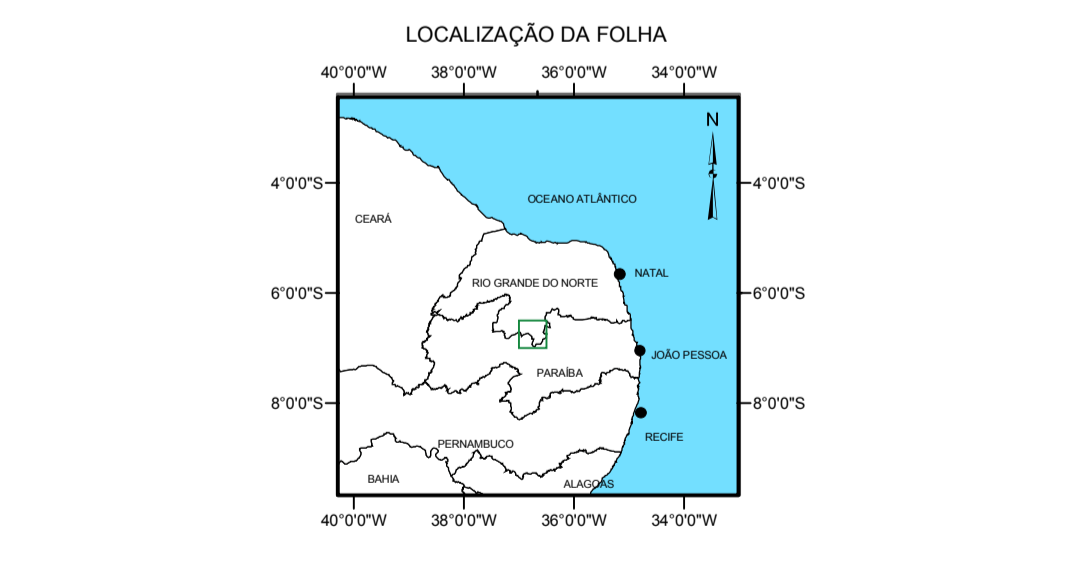 LOCALIZAÇÃO DA FOLHA
40°0'0"W 38°0'0"W 36°0'0"W 34°0'0"W
N
4°0'0"S 4°0'0"S
OCEANO ATLÂNTICO
CEARÁ
NATAL
RIO GRANDE DO NORTE
6°0'0"S 6°0'0"S
JOÃO PESSOA
PARAÍBA
8°0'0"S 8°0'0"S
RECIFE
PERNAMBUCO
BAHIA
ALAGOAS
40°0'0"W 38°0'0"W 36°0'0"W 34°0'0"W